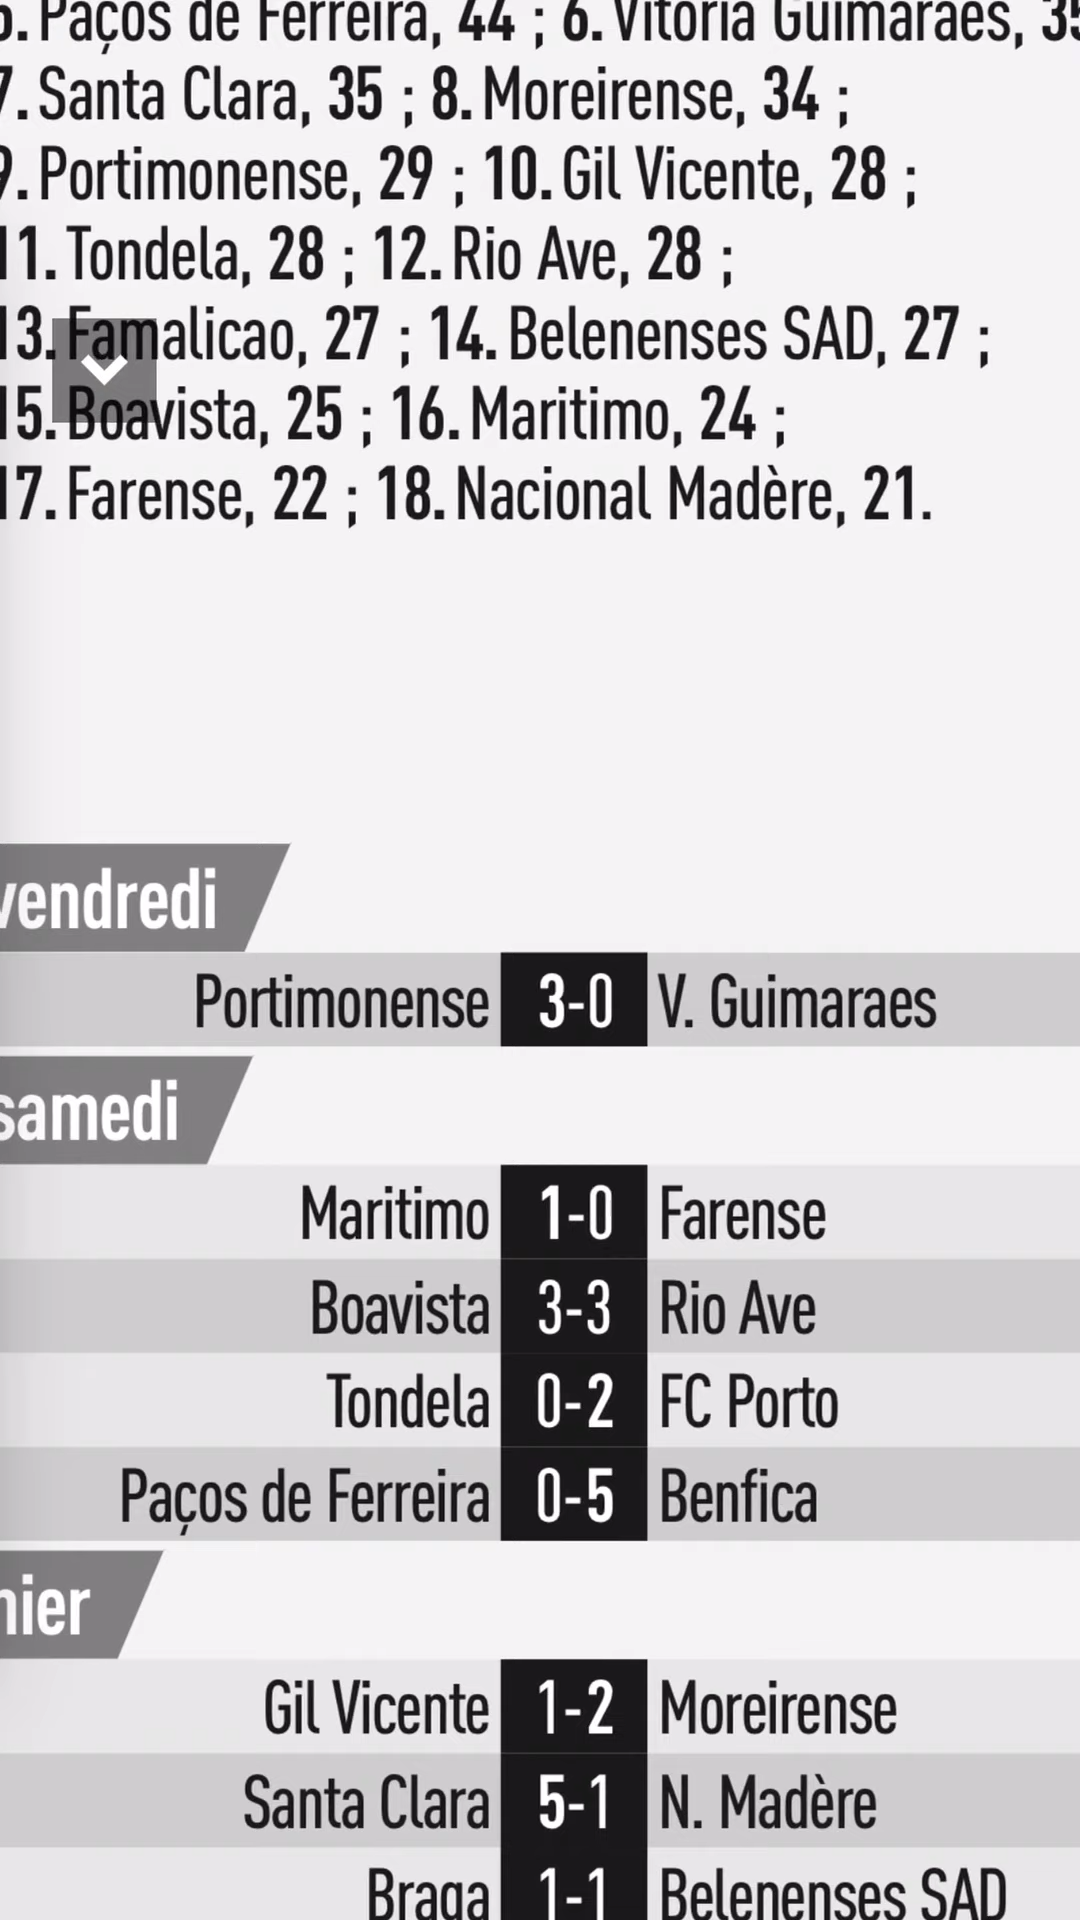 5. Paços de Ferreira, 44 ; 6. Vitoria Guimaraes, 35
7. Santa Clara, 35 ; 8. Moreirense, 34 ;
9. Portimonense, 29 ; 10. Gil Vicente, 28 ;
11. Tondela, 28 ; 12. Rio Ave, 28 ;
13. Famalicao, 27 ; 14. Belenenses SAD, 27 ;
15. Boavista, 25 ; 16. Maritimo, 24 ;
17. Farense, 22 ; 18. Nacional Madère, 21.
vendredi
Portimonense 3-0 V. Guimaraes
samedi
Maritimo 1-0 Farense
Boavista 3-3 Rio Ave
Tondela 0-2 FC Porto
Paços de Ferreira 0-5 Benfica
hier
Gil Vicente 1-2 Moreirense
Santa Clara 5-1 N. Madère
Braga 1-1 Belenenses SAD